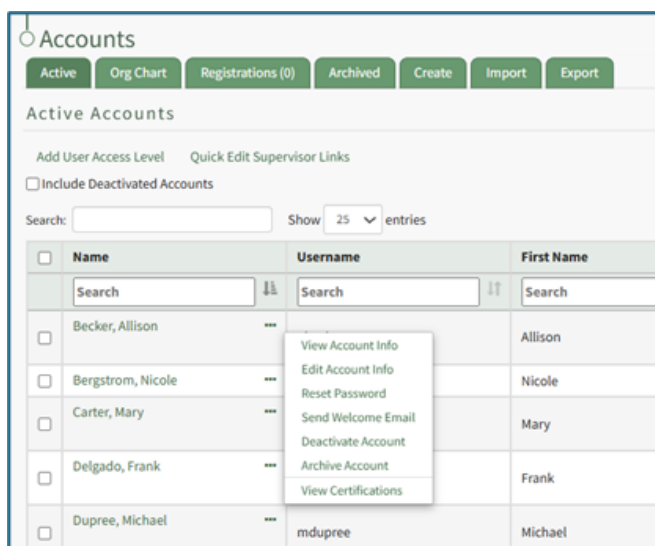 Accounts
Active Org Chart Registrations (0) Archived Create Import Export
Active Accounts
Add User Access Level Quick Edit Supervisor Links
Include Deactivated Accounts
Search: Show 25 entries
Name Username First Name
Search Search Search
Becker, Allison Allison
View Account Info
Edit Account Info
Bergstrom, Nicole Nicole
Reset Password
Carter, Mary Mary
Send Welcome Email
Deactivate Account
Delgado, Frank Frank
Archive Account
View Certifications
Dupree, Michael mdupree Michael